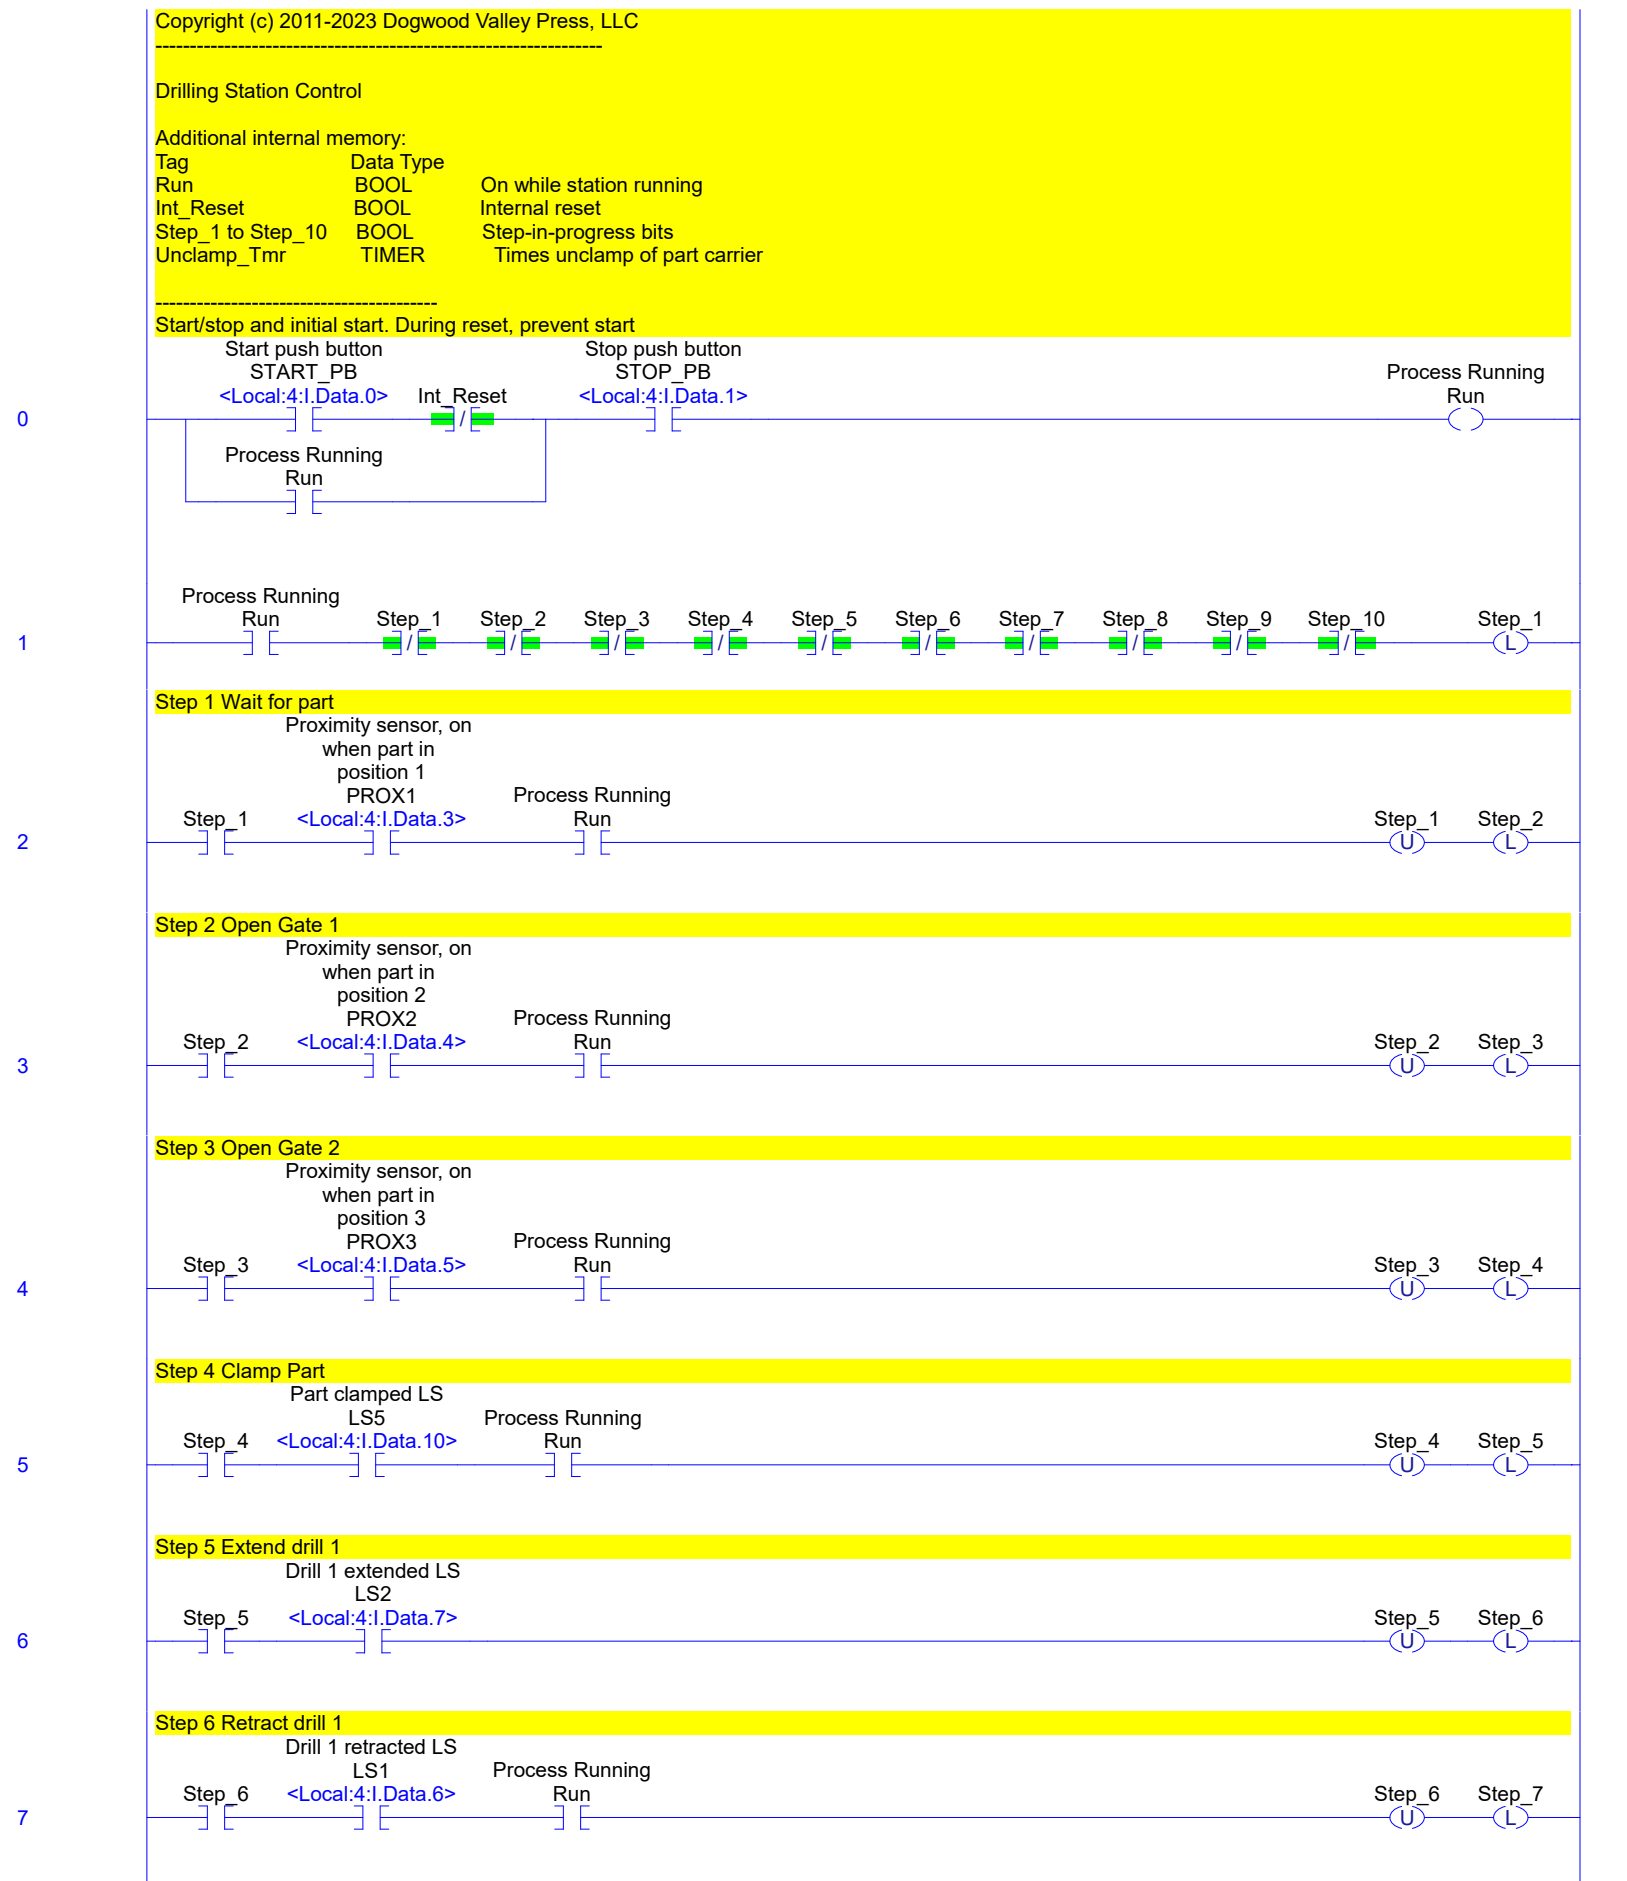 Copyright (c) 2011-2023 Dogwood Valley Press, LLC
-----------------------------------------------------------------
Drilling Station Control
Additional internal memory:
Tag Data Type
Run BOOL On while station running
Int_Reset BOOL Internal reset
Step_1 to Step_10 BOOL Step-in-progress bits
Unclamp_Tmr TIMER Times unclamp of part carrier
-----------------------------------------
Start/stop and initial start. During reset, prevent start
Start push button Stop push button
START_PB STOP_PB Process Running
<Local:4:I.Data.0> Int_Reset <Local:4:I.Data.1> Run
0 /
Process Running
Run
Process Running
Run Step_1 Step_2 Step_3 Step_4 Step_5 Step_6 Step_7 Step_8 Step_9 Step_10 Step_1
1 / / / / / / / / / / L
Step 1 Wait for part
Proximity sensor, on
when part in
position 1
PROX1 Process Running
Step_1 <Local:4:I.Data.3> Run Step_1 Step_2
2 U L
Step 2 Open Gate 1
Proximity sensor, on
when part in
position 2
PROX2 Process Running
Step_2 <Local:4:I.Data.4> Run Step_2 Step_3
3 U L
Step 3 Open Gate 2
Proximity sensor, on
when part in
position 3
PROX3 Process Running
Step_3 <Local:4:I.Data.5> Run Step_3 Step_4
4 U L
Step 4 Clamp Part
Part clamped LS
LS5 Process Running
Step_4 <Local:4:I.Data.10> Run Step_4 Step_5
5 U L
Step 5 Extend drill 1
Drill 1 extended LS
LS2
Step_5 <Local:4:I.Data.7> Step_5 Step_6
6 U L
Step 6 Retract drill 1
Drill 1 retracted LS
LS1 Process Running
Step_6 <Local:4:I.Data.6> Run Step_6 Step_7
7 U L